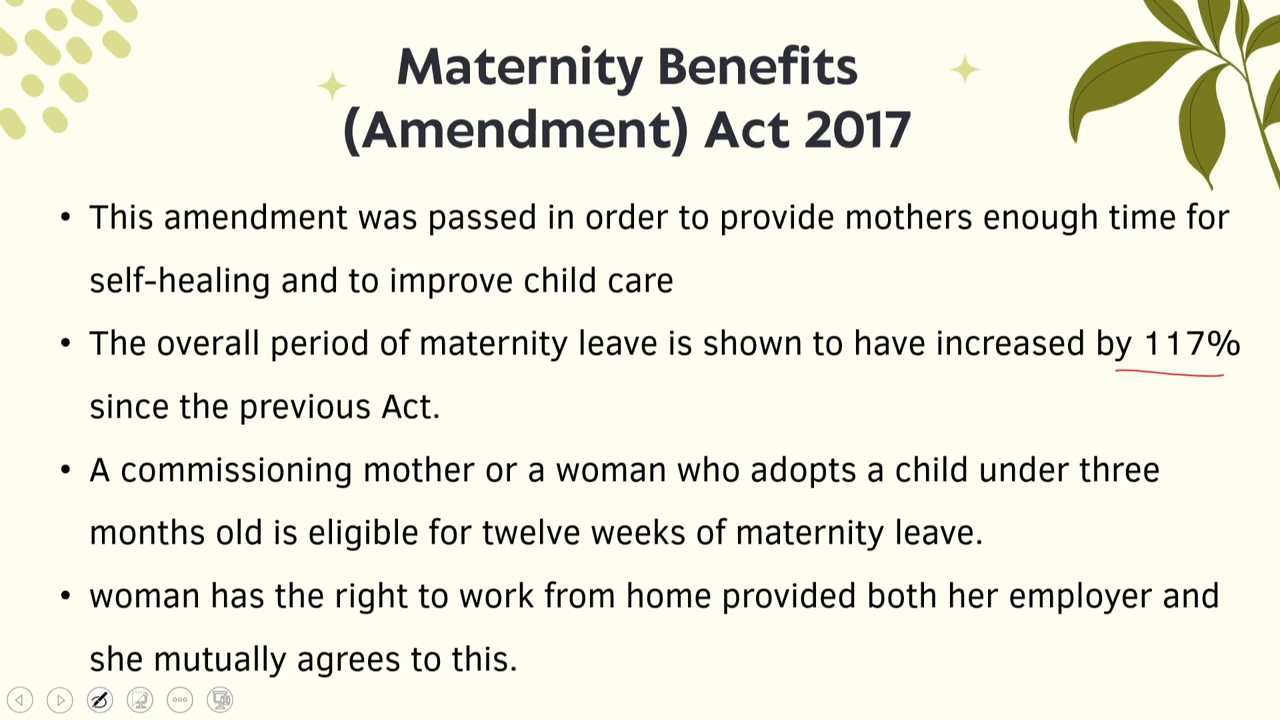 Maternity Benefits
(Amendment) Act 2017
• This amendment was passed in order to provide mothers enough time for
self-healing and to improve child care
• The overall period of maternity leave is shown to have increased by 117%
since the previous Act.
• A commissioning mother or a woman who adopts a child under three
months old is eligible for twelve weeks of maternity leave.
• woman has the right to work from home provided both her employer and
she mutually agrees to this.